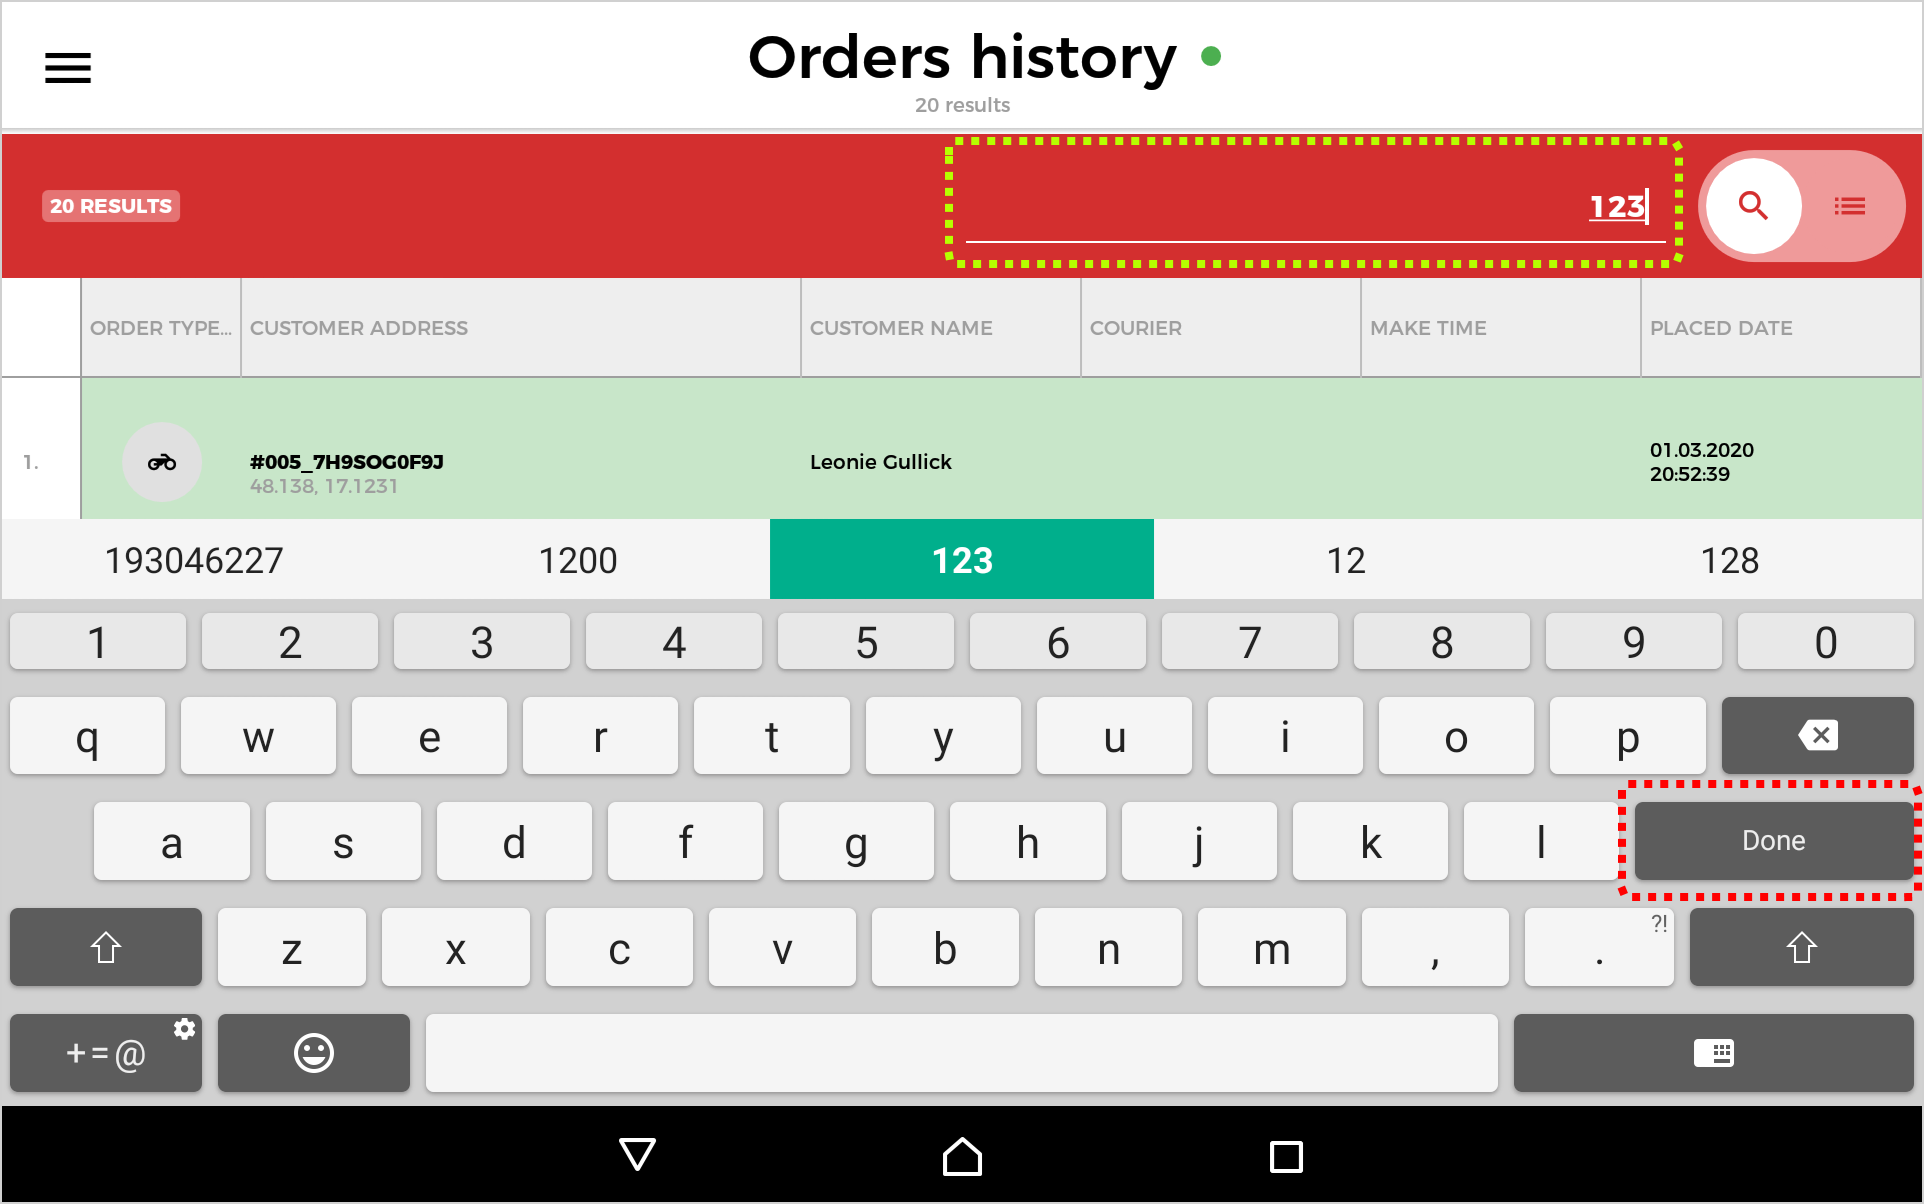 Orders history
20 results
20 RESULTS
123
ORDER TYPE... CUSTOMER ADDRESS CUSTOMER NAME COURIER MAKE TIME PLACED DATE
1. #005_7H9SOG0F9J Leonie Gullick 01.03.2020
48.138, 17.1231 20:52:39
193046227 1200 123 12 128
1 2 3 4 5 6 7 8 9 0
q w e r t y u i o p
a s d f g h j k l Done
z x c v b n m , . ?!
+=@